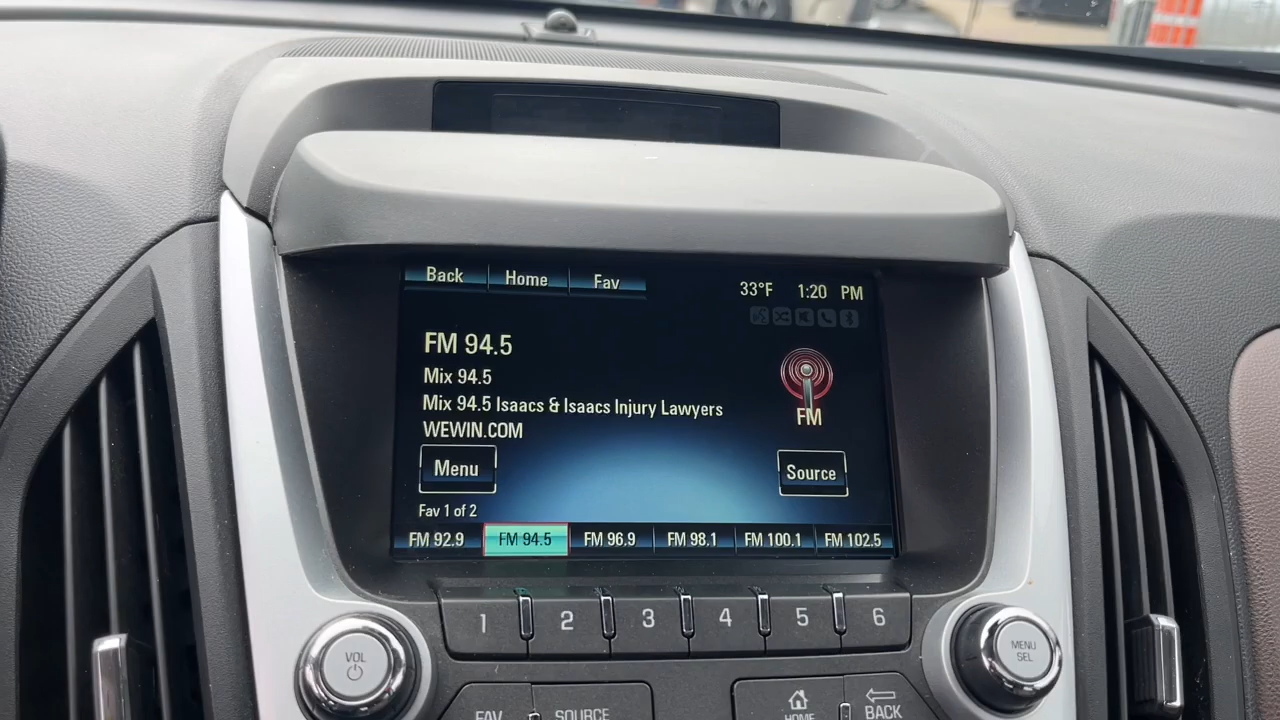 Back Home Fav 33°F 1:20 PM
FM 94.5
Mix 94.5
Mix 94.5 Isaacs & Isaacs Injury Lawyers
WEWIN.COM
FM
Menu
Source
Fav 1 of 2
FM 92.9 FM 94.5 FM 96.9 FM 98.1 FM 100.1 FM 102.5
1 2 3 4 5 6
VOL
MENU
SEL
FAV SOURCE HOME BACK